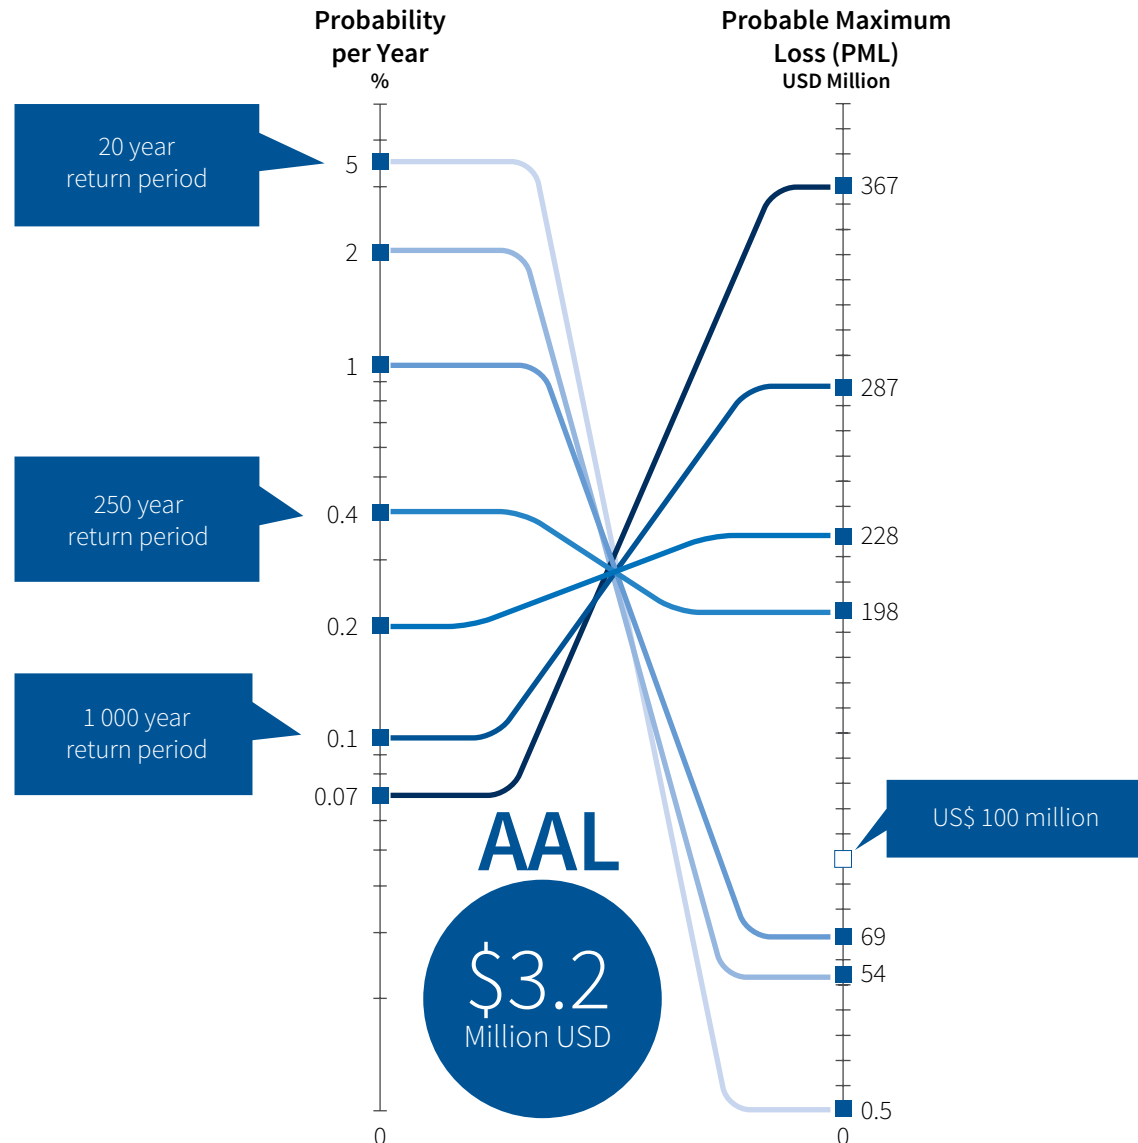 Probability
per Year
%
Probable Maximum
Loss (PML)
USD Million
20 year
return period
250 year
return period
1 000 year
return period
5
2
1
0.4
0.2
0.1
0.07
0
367
287
228
198
US$ 100 million
69
54
0.5
0
AAL
$3.2
Million USD